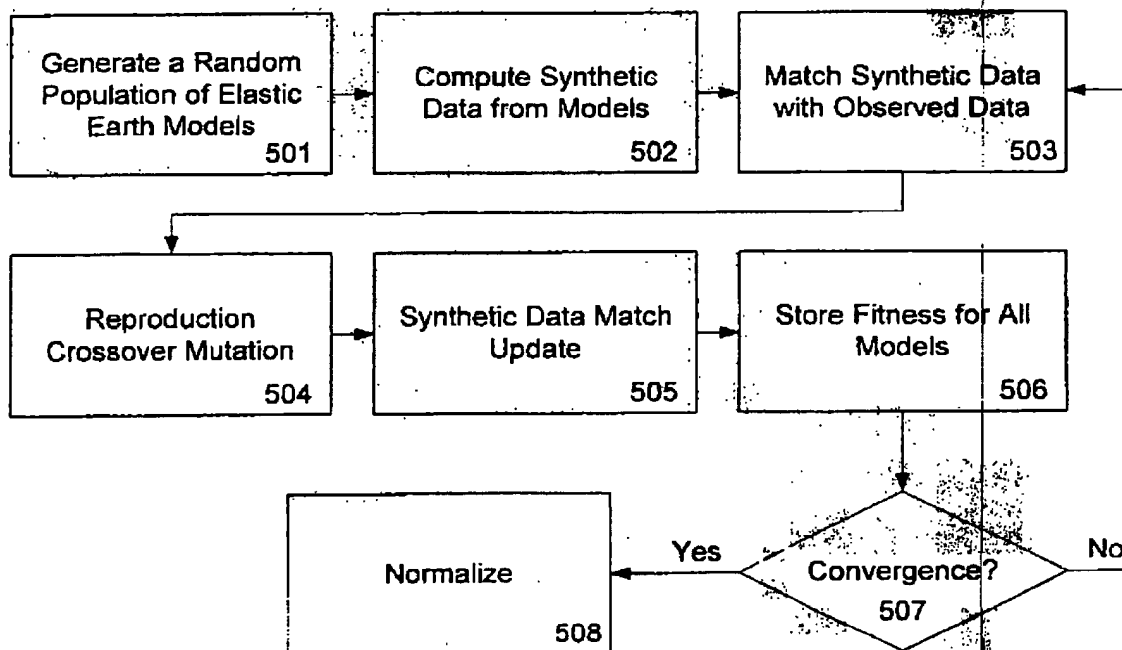 Generate a Random
Population of Elastic
Earth Models
501
Compute Synthetic
Data from Models
502
Match Synthetic Data
with Observed Data
503
Reproduction
Crossover Mutation
504
Synthetic Data Match
Update
505
Store Fitness for All
Models
506
Normalize
508
Yes
Convergence?
507
No